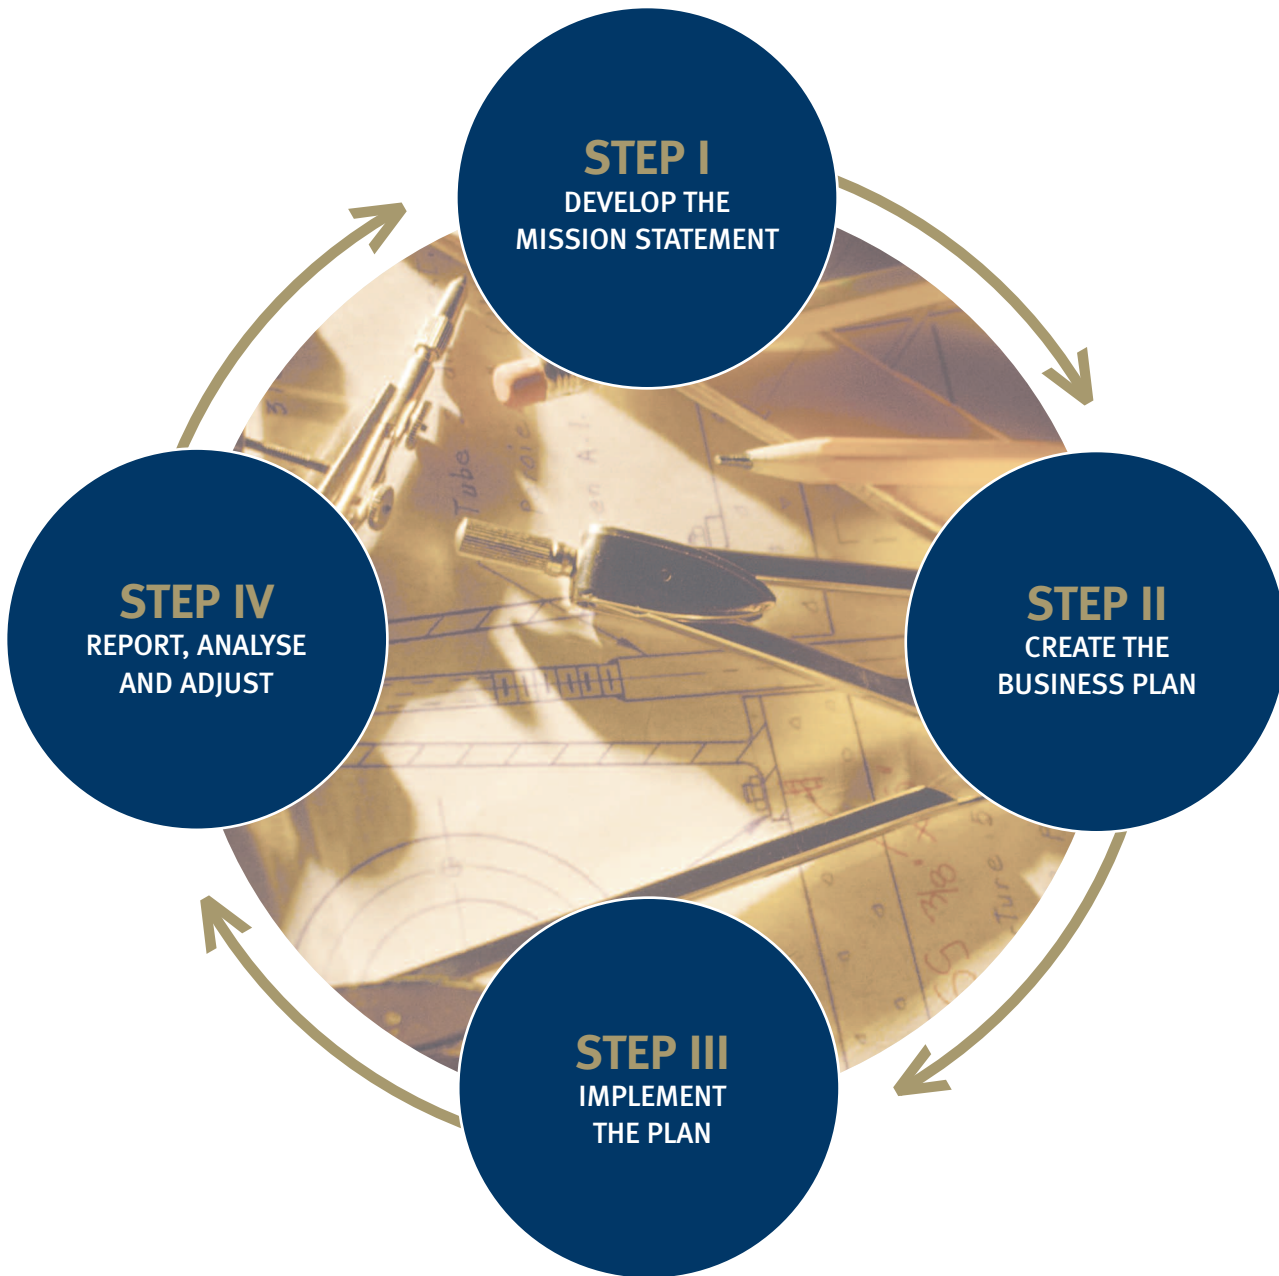 STEP I
DEVELOP THE
MISSION STATEMENT
STEP II
CREATE THE
BUSINESS PLAN
STEP III
IMPLEMENT
THE PLAN
STEP IV
REPORT, ANALYSE
AND ADJUST
Tube